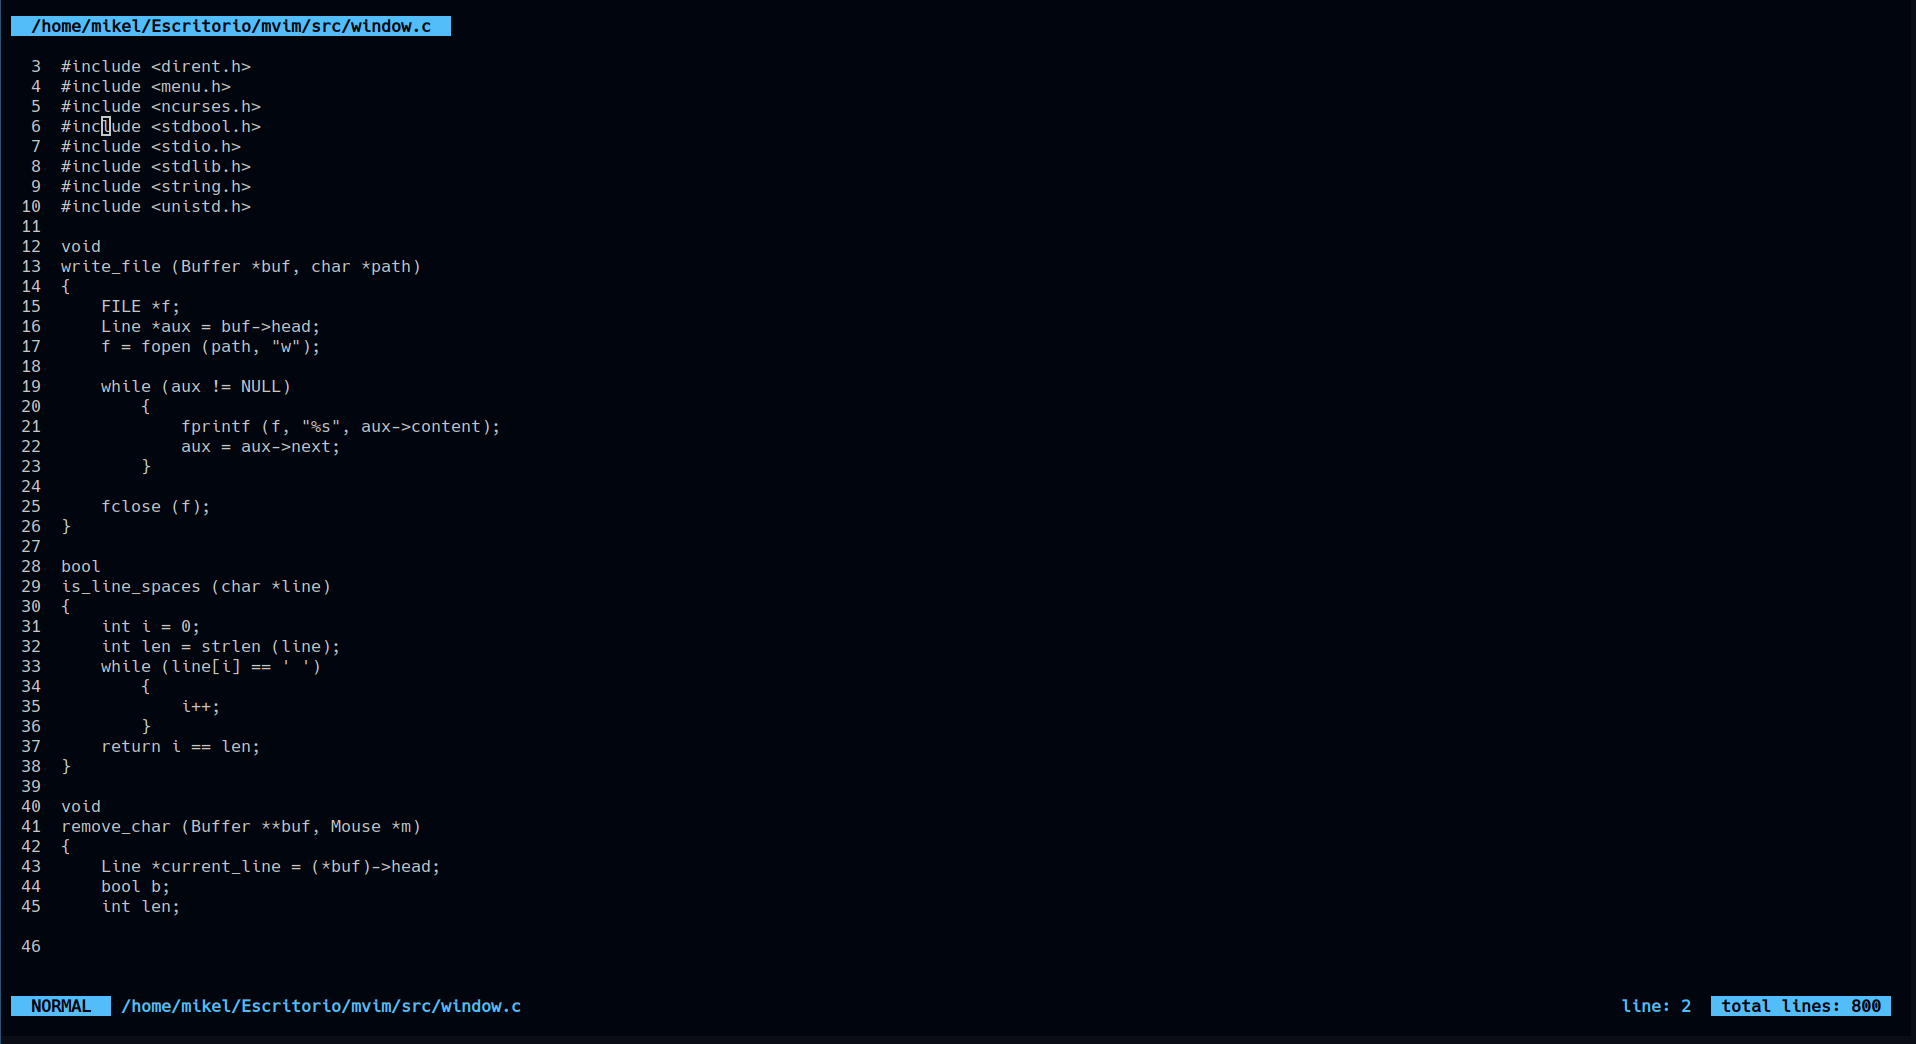 /home/mikel/Escritorio/mvim/src/window.c
3  #include <dirent.h>
4  #include <menu.h>
5  #include <ncurses.h>
6  #include <stdbool.h>
7  #include <stdio.h>
8  #include <stdlib.h>
9  #include <string.h>
10  #include <unistd.h>
11
12  void
13  write_file (Buffer *buf, char *path)
14  {
15      FILE *f;
16      Line *aux = buf->head;
17      f = fopen (path, "w");
18
19      while (aux != NULL)
20          {
21              fprintf (f, "%s", aux->content);
22              aux = aux->next;
23          }
24
25      fclose (f);
26  }
27
28  bool
29  is_line_spaces (char *line)
30  {
31      int i = 0;
32      int len = strlen (line);
33      while (line[i] == ' ')
34          {
35              i++;
36          }
37      return i == len;
38  }
39
40  void
41  remove_char (Buffer **buf, Mouse *m)
42  {
43      Line *current_line = (*buf)->head;
44      bool b;
45      int len;
46
NORMAL /home/mikel/Escritorio/mvim/src/window.c line: 2 total lines: 800